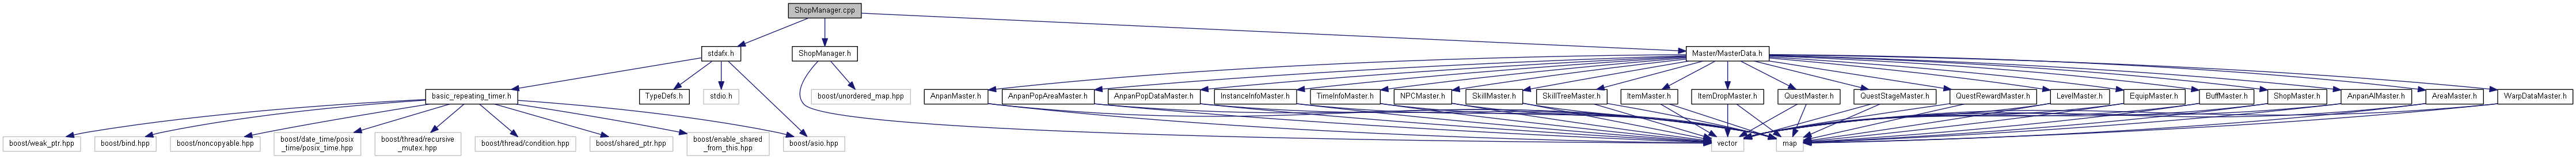 ShopManager.cpp
stdafx.h
ShopManager.h
Master/MasterData.h
basic_repeating_timer.h
TypeDefs.h
stdio.h
boost/unordered_map.hpp
AnpanMaster.h
AnpanPopAreaMaster.h
AnpanPopDataMaster.h
InstanceInfoMaster.h
TimeInfoMaster.h
NPCMaster.h
SkillMaster.h
SkillTreeMaster.h
ItemMaster.h
ItemDropMaster.h
QuestMaster.h
QuestStageMaster.h
QuestRewardMaster.h
LevelMaster.h
EquipMaster.h
BuffMaster.h
ShopMaster.h
AnpanAIMaster.h
AreaMaster.h
WarpDataMaster.h
boost/weak_ptr.hpp
boost/bind.hpp
boost/noncopyable.hpp
boost/date_time/posix
_time/posix_time.hpp
boost/thread/recursive
_mutex.hpp
boost/thread/condition.hpp
boost/shared_ptr.hpp
boost/enable_shared
_from_this.hpp
boost/asio.hpp
vector
map